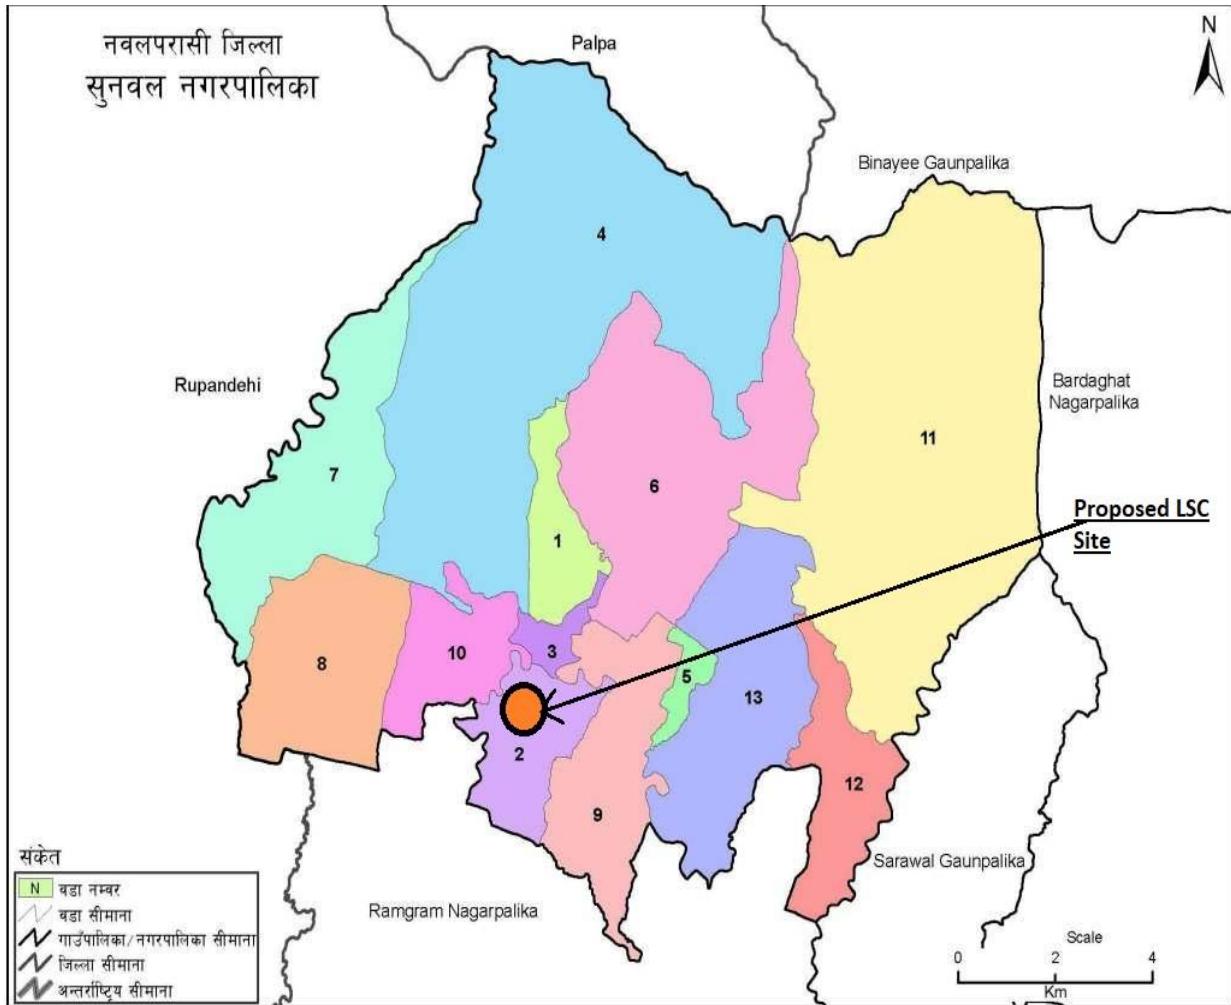 नवलपरासी जिल्ला
सुनवल नगरपालिका
N
Palpa
Binayee Gaunpalika
4
Rupandehi
Bardaghat
Nagarpalika
11
7
6
Proposed LSC
Site
1
3
10
8
5
13
2
12
9
Sarawal Gaunpalika
Ramgram Nagarpalika
संकेत
N वडा नम्बर
वडा सीमाना
गाउँपालिका/नगरपालिका सीमाना
जिल्ला सीमाना
अन्तर्राष्ट्रिय सीमाना
Scale
0 2 4
Km